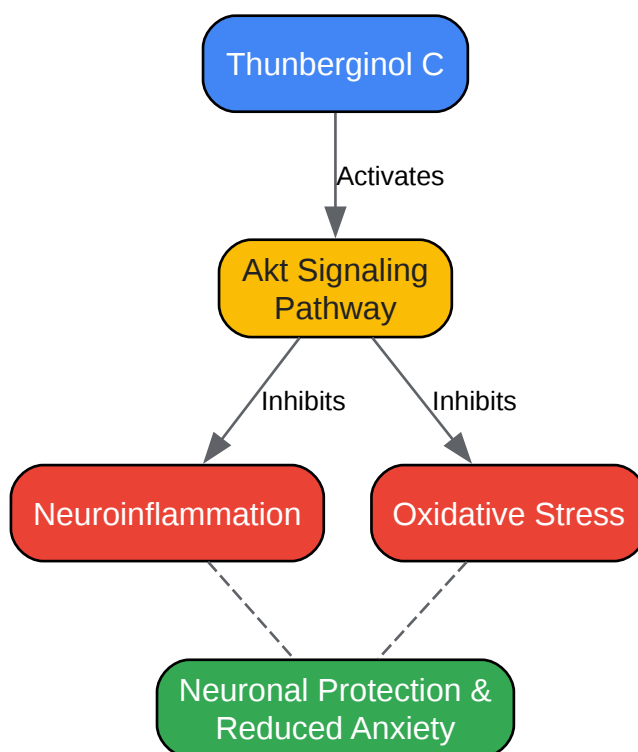 Thunberginol C
Activates
Akt Signaling
Pathway
Inhibits
Inhibits
Neuroinflammation
Oxidative Stress
Neuronal Protection &
Reduced Anxiety